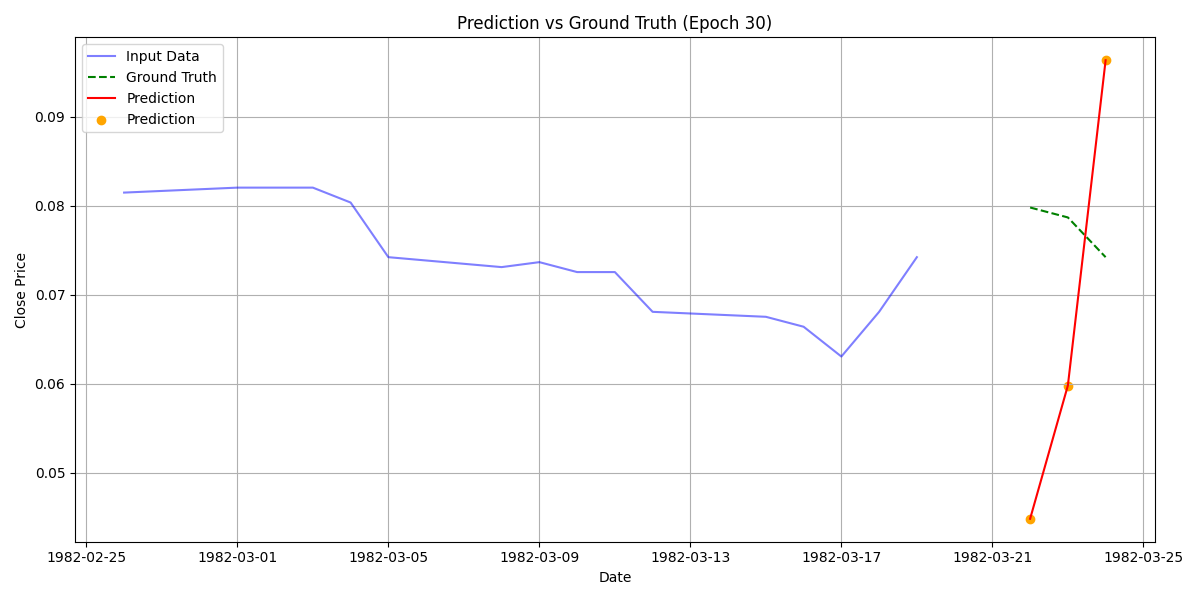 Prediction vs Ground Truth (Epoch 30)
Input Data
Ground Truth
Prediction
Prediction
Close Price
0.09
0.08
0.07
0.06
0.05
1982-02-25 1982-03-01 1982-03-05 1982-03-09 1982-03-13 1982-03-17 1982-03-21 1982-03-25
Date